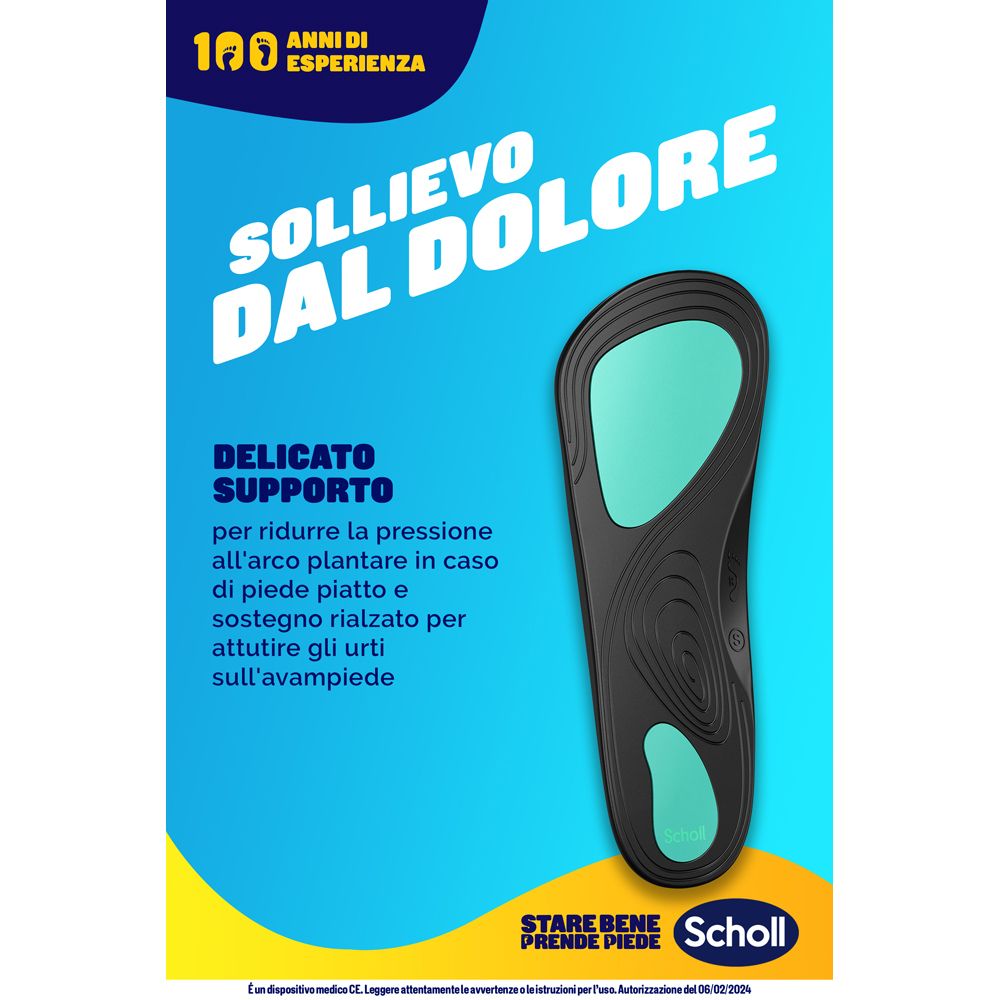 100 ANNI DI
ESPERIENZA
SOLLIEVO
DAL DOLORE
DELICATO
SUPPORTO
per ridurre la pressione
all'arco plantare in caso
di piede piatto e
sostegno rialzato per
attutire gli urti
sull'avampiede
S
Scholl
STARE BENE
PRENDE PIEDE
Scholl
É un dispositivo medico CE. Leggere attentamente le avvertenze o le istruzioni per l'uso. Autorizzazione del 06/02/2024